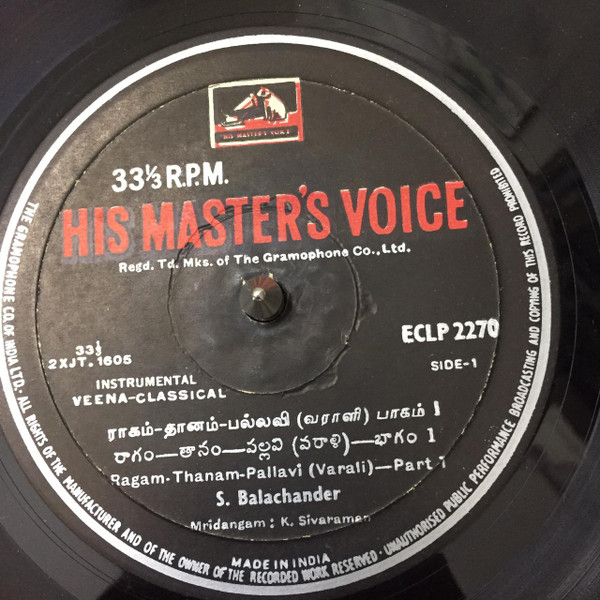 "HIS MASTER'S VOICE"
33⅓ R.P.M.
HIS MASTER'S VOICE
Regd. Td. Mks. of The Gramophone Co., Ltd.
ECLP 2270
33⅓
2XJT. 1605
SIDE-1
INSTRUMENTAL
VEENA-CLASSICAL
ராகம்-தானம்-பல்லவி (வராளி) பாகம் 1
రాగం—తానం—పల్లవి (వరాళి)—భాగం 1
Ragam-Thanam-Pallavi (Varali)—Part 1
S. Balachander
Mridangam : K. Sivaraman
MADE IN INDIA
THE GRAMOPHONE CO. OF INDIA LTD. · ALL RIGHTS OF THE MANUFACTURER AND OF THE OWNER OF THE RECORDED WORK RESERVED · UNAUTHORISED PUBLIC PERFORMANCE BROADCASTING AND COPYING OF THIS RECORD PROHIBITED